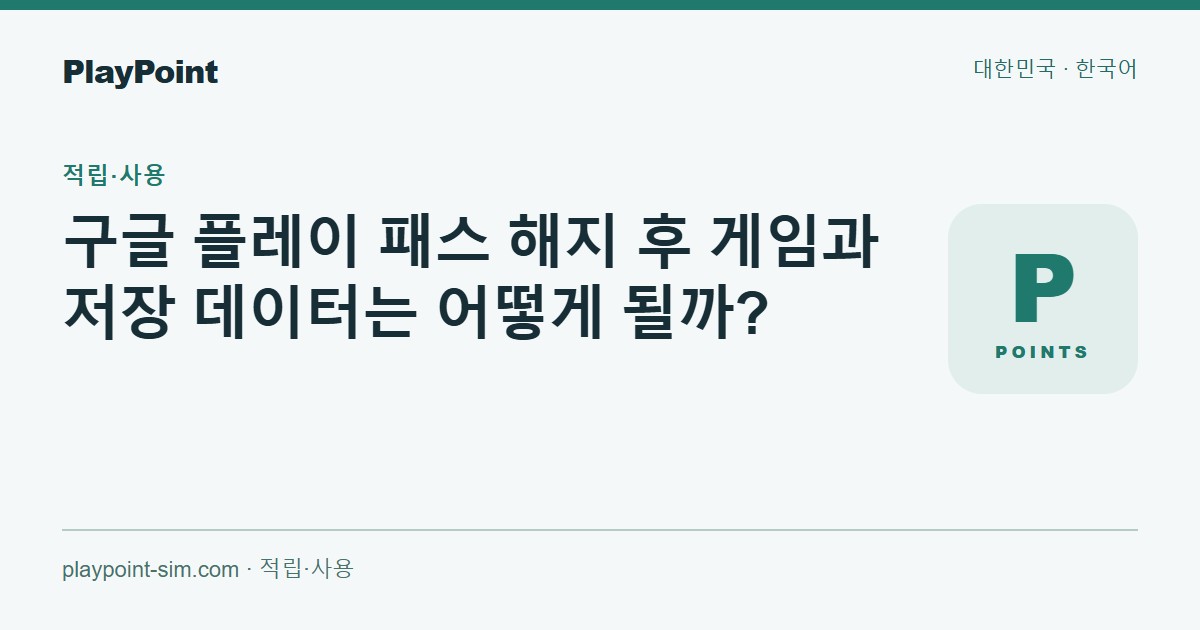 PlayPoint
대한민국 · 한국어
적립·사용
구글 플레이 패스 해지 후 게임과
저장 데이터는 어떻게 될까?
P
POINTS
playpoint-sim.com · 적립·사용